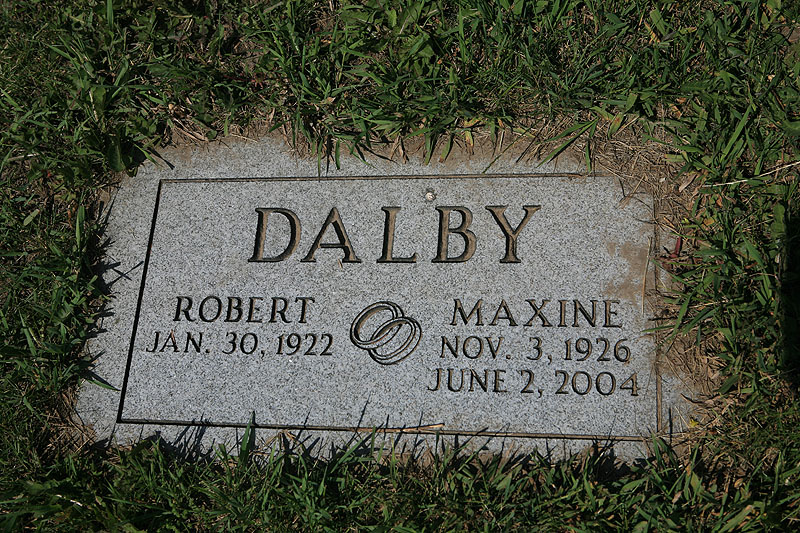 DALBY
ROBERT
JAN. 30, 1922
MAXINE
NOV. 3, 1926
JUNE 2, 2004